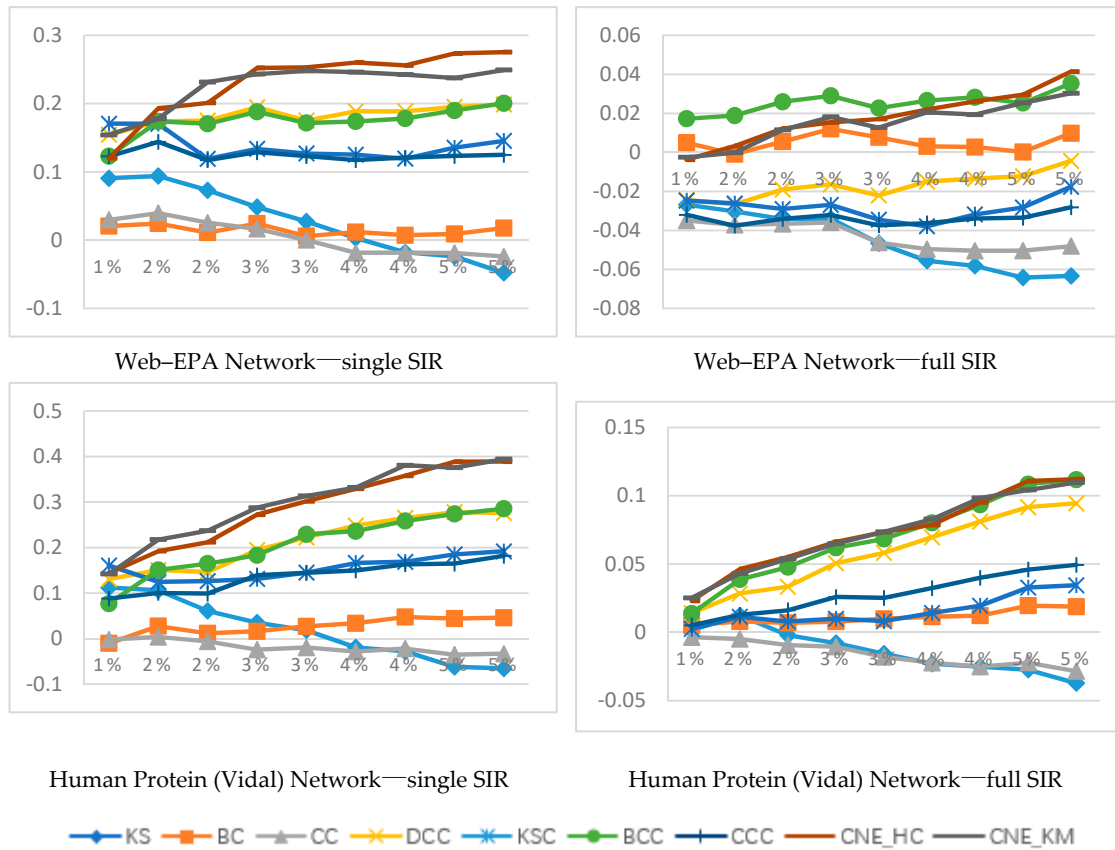 0.3
0.2
0.1
0
-0.1
1% 2% 2% 3% 3% 4% 4% 5% 5%
Web–EPA Network—single SIR
0.06
0.04
0.02
0
-0.02
-0.04
-0.06
-0.08
1% 2% 2% 3% 3% 4% 4% 5% 5%
Web–EPA Network—full SIR
0.5
0.4
0.3
0.2
0.1
0
-0.1
1% 2% 2% 3% 3% 4% 4% 5% 5%
Human Protein (Vidal) Network—single SIR
0.15
0.1
0.05
0
-0.05
1% 2% 2% 3% 3% 4% 4% 5% 5%
Human Protein (Vidal) Network—full SIR
KS BC CC DCC KSC BCC CCC CNE_HC CNE_KM